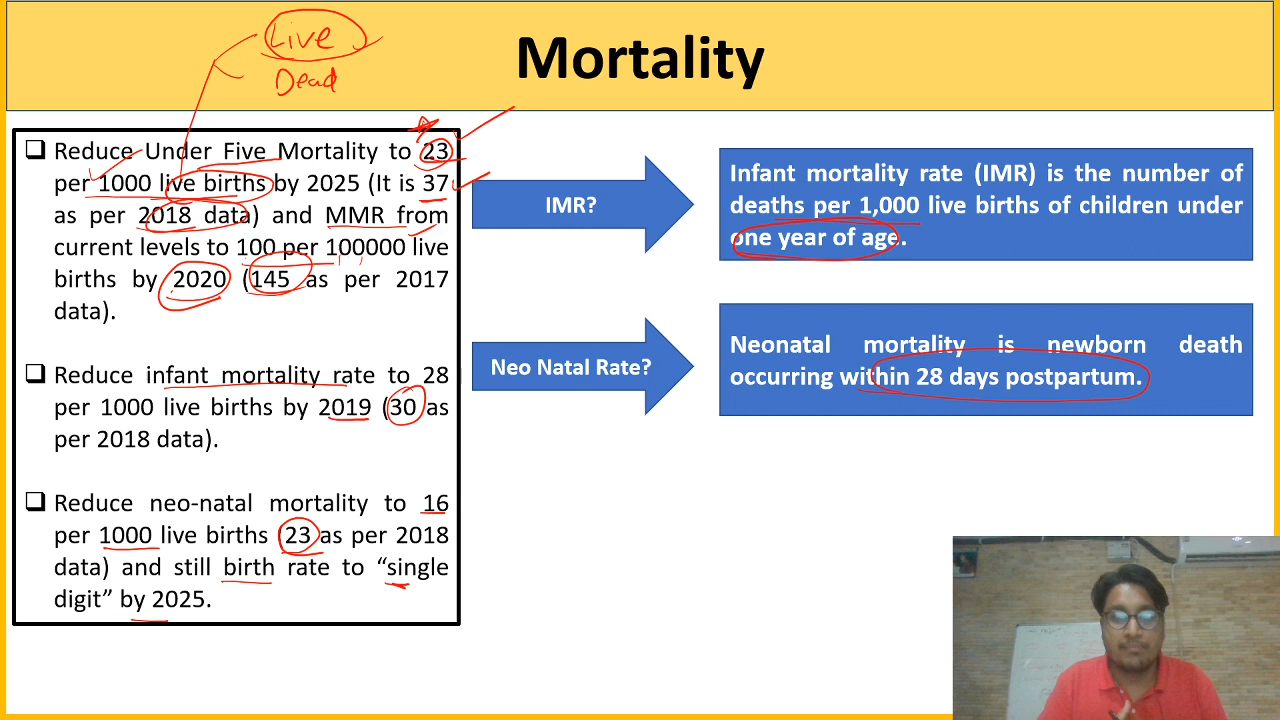 Live
Dead
Mortality
❑ Reduce Under Five Mortality to 23
per 1000 live births by 2025 (It is 37
as per 2018 data) and MMR from
current levels to 100 per 100000 live
births by 2020 (145 as per 2017
data).
❑ Reduce infant mortality rate to 28
per 1000 live births by 2019 (30 as
per 2018 data).
❑ Reduce neo-natal mortality to 16
per 1000 live births (23 as per 2018
data) and still birth rate to “single
digit” by 2025.
IMR?
Infant mortality rate (IMR) is the number of
deaths per 1,000 live births of children under
one year of age.
Neo Natal Rate?
Neonatal mortality is newborn death
occurring within 28 days postpartum.